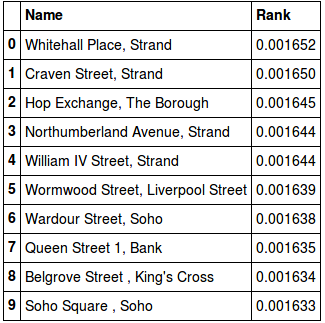 Name Rank
0 Whitehall Place, Strand 0.001652
1 Craven Street, Strand 0.001650
2 Hop Exchange, The Borough 0.001645
3 Northumberland Avenue, Strand 0.001644
4 William IV Street, Strand 0.001644
5 Wormwood Street, Liverpool Street 0.001639
6 Wardour Street, Soho 0.001638
7 Queen Street 1, Bank 0.001635
8 Belgrove Street , King's Cross 0.001634
9 Soho Square , Soho 0.001633